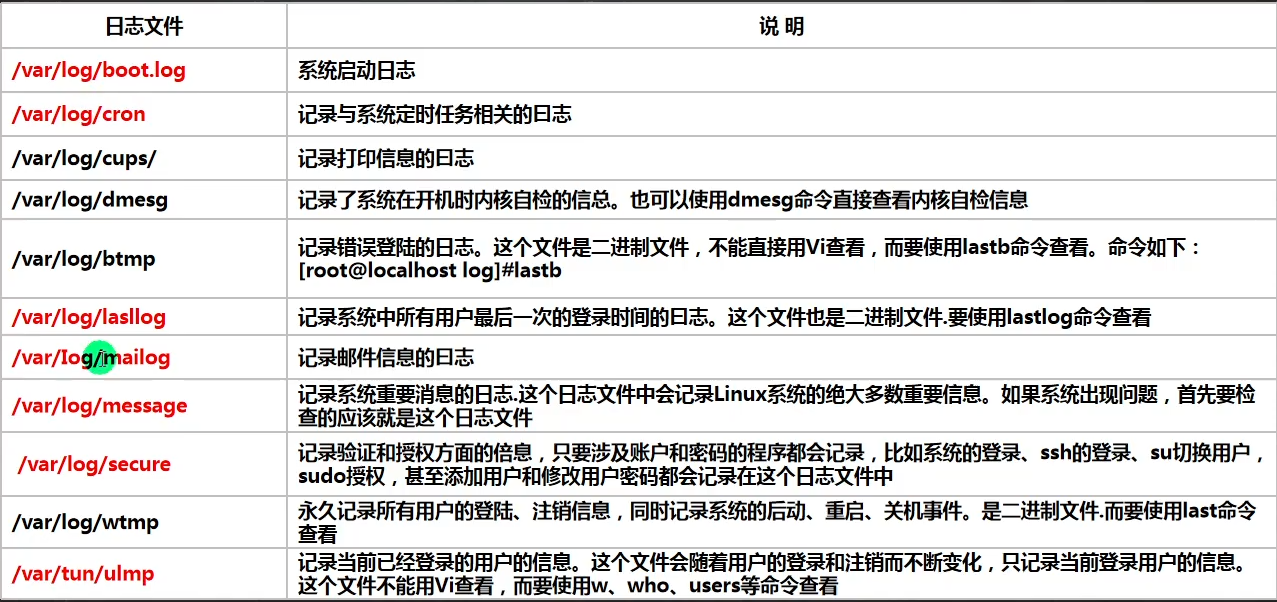 日志文件
说 明
/var/log/boot.log
系统启动日志
/var/log/cron
记录与系统定时任务相关的曰志
/var/log/cups/
记录打印信息的曰志
/var/log/dmesg
记录了系统在开机时内核自检的信总。也可以使用dmesg命令直接查看内核自检信息
/var/log/btmp
记录错误登陆的日志。这个文件是二进制文件，不能直接用Vi查看，而要使用lastb命令查看。命令如下：
[root@localhost log]#lastb
/var/log/lasllog
记录系统中所有用户最后一次的登录时间的曰志。这个文件也是二进制文件.要使用lastlog命令查看
/var/Iog/mailog
记录邮件信息的曰志
/var/log/message
记录系统重要消息的日志.这个日志文件中会记录Linux系统的绝大多数重要信息。如果系统出现问题，首先要检
查的应该就是这个日志文件
/var/log/secure
记录验证和授权方面的倍息，只要涉及账户和密码的程序都会记录，比如系统的登录、ssh的登录、su切换用户，
sudo授权，甚至添加用户和修改用户密码都会记录在这个日志文件中
/var/log/wtmp
永久记录所有用户的登陆、注销信息，同时记录系统的后动、重启、关机事件。是二进制文件.而要使用last命令
查看
/var/tun/ulmp
记录当前已经登录的用户的信息。这个文件会随着用户的登录和注销而不断变化，只记录当前登录用户的信息。
这个文件不能用Vi查看，而要使用w、who、users等命令查看